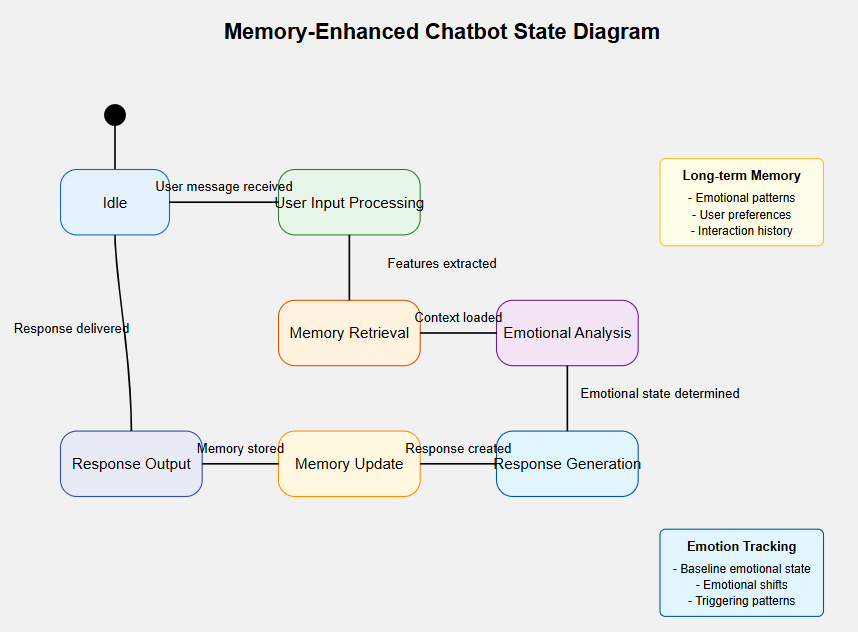 Memory-Enhanced Chatbot State Diagram
User message received
Idle
User Input Processing
Long-term Memory
- Emotional patterns
- User preferences
- Interaction history
Features extracted
Context loaded
Response delivered
Memory Retrieval
Emotional Analysis
Emotional state determined
Memory stored
Response created
Response Output
Memory Update
Response Generation
Emotion Tracking
- Baseline emotional state
- Emotional shifts
- Triggering patterns